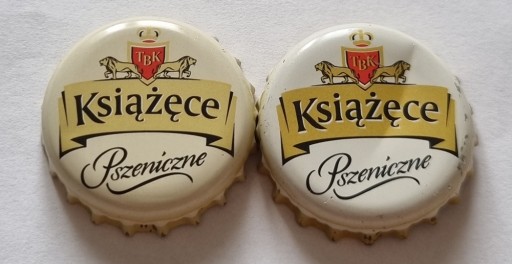 TBK
Książęce
Pszeniczne
TBK
Książęce
Pszeniczne